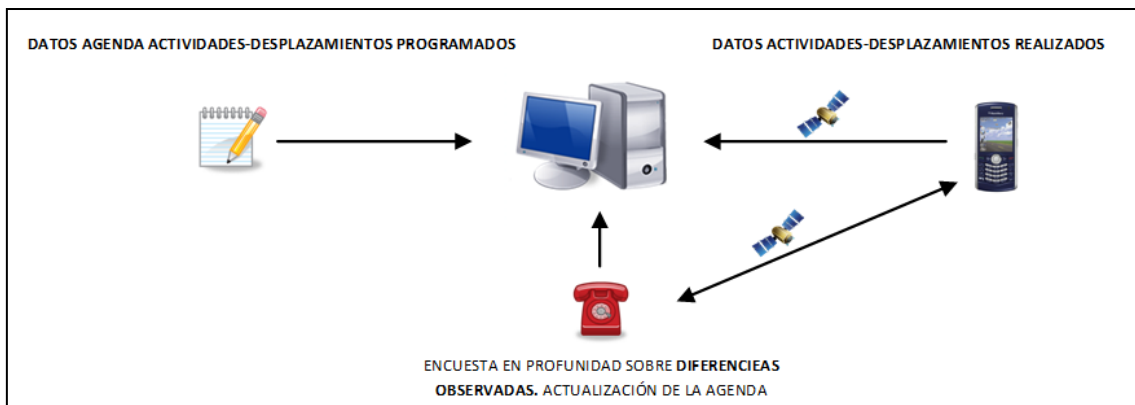 DATOS AGENDA ACTIVIDADES-DESPLAZAMIENTOS PROGRAMADOS
DATOS ACTIVIDADES-DESPLAZAMIENTOS REALIZADOS
ENCUESTA EN PROFUNIDAD SOBRE DIFERENCIEAS
OBSERVADAS. ACTUALIZACIÓN DE LA AGENDA